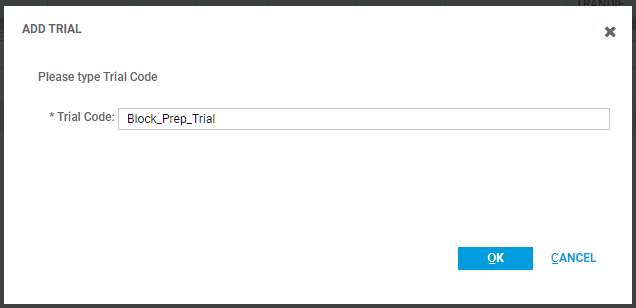 ADD TRIAL
Please type Trial Code
* Trial Code: Block_Prep_Trial
OK CANCEL